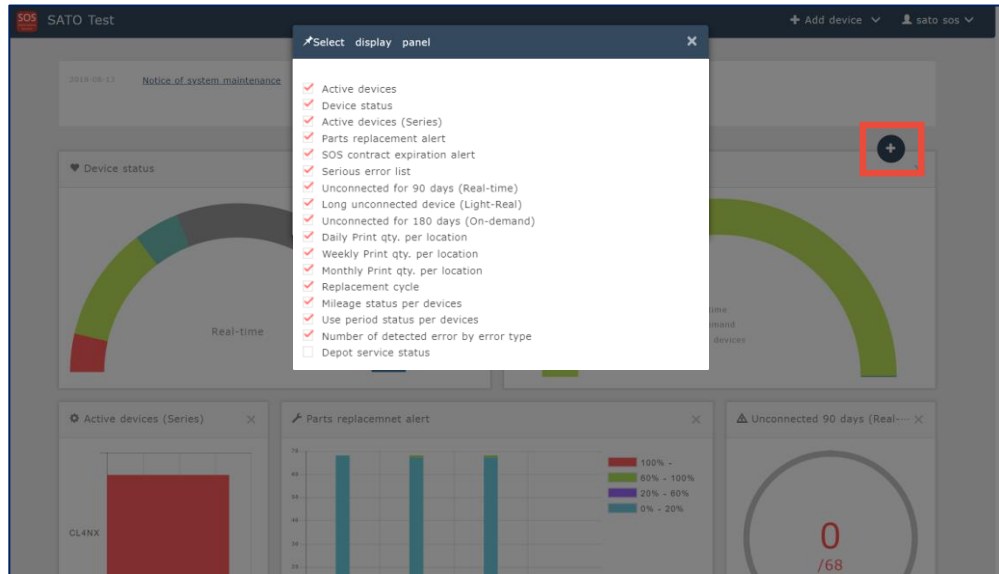 SOS SATO Test
Add device
sato sos
Select display panel
Notice of system maintenance
Active devices
Device status
Active devices (Series)
Parts replacement alert
SOS contract expiration alert
Serious error list
Unconnected for 90 days (Real-time)
Long unconnected device (Light-Real)
Unconnected for 180 days (On-demand)
Daily Print qty. per location
Weekly Print qty. per location
Monthly Print qty. per location
Replacement cycle
Mileage status per devices
Use period status per devices
Number of detected error by error type
Depot service status
Device status
Real-time
time
mand
devices
Active devices (Series)
Parts replacemnet alert
Unconnected 90 days (Real-···
100% ~
60% - 100%
20% - 60%
0% - 20%
CL4NX
0
/68